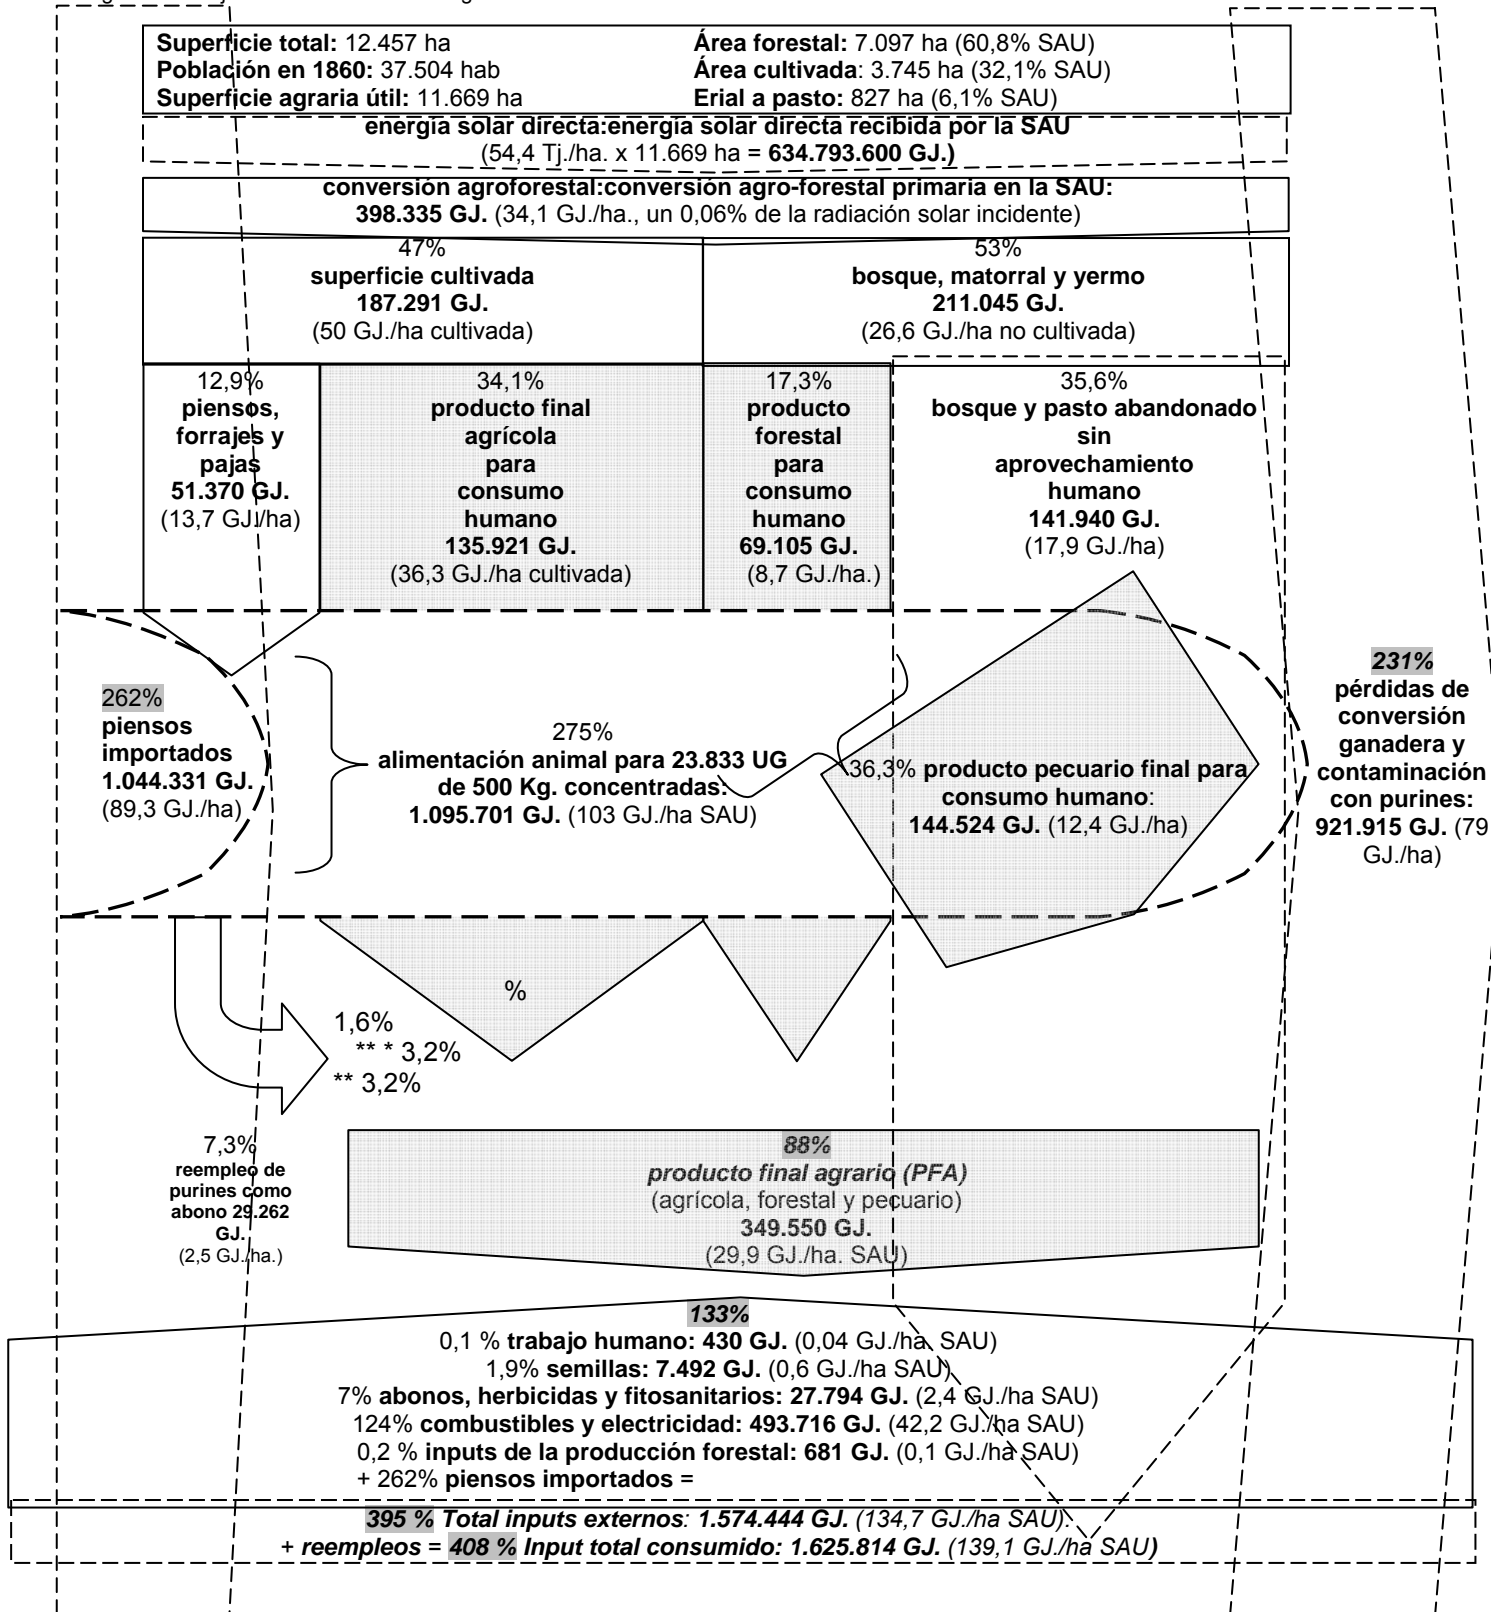 Superficie total: 12.457 ha
Área forestal: 7.097 ha (60,8% SAU)
Población en 1860: 37.504 hab
Área cultivada: 3.745 ha (32,1% SAU)
Superficie agraria útil: 11.669 ha
Erial a pasto: 827 ha (6,1% SAU)
energía solar directa:energía solar directa recibida por la SAU
(54,4 Tj./ha. x 11.669 ha = 634.793.600 GJ.)
conversión agroforestal:conversión agro-forestal primaria en la SAU:
398.335 GJ. (34,1 GJ./ha., un 0,06% de la radiación solar incidente)
47%
superficie cultivada
187.291 GJ.
(50 GJ./ha cultivada)
53%
bosque, matorral y yermo
211.045 GJ.
(26,6 GJ./ha no cultivada)
12,9%
piensos,
forrajes y
pajas
51.370 GJ.
(13,7 GJ./ha)
34,1%
producto final
agrícola
para
consumo
humano
135.921 GJ.
(36,3 GJ./ha cultivada)
17,3%
producto
forestal
para
consumo
humano
69.105 GJ.
(8,7 GJ./ha.)
35,6%
bosque y pasto abandonado
sin
aprovechamiento
humano
141.940 GJ.
(17,9 GJ./ha)
262%
piensos
importados
1.044.331 GJ.
(89,3 GJ./ha)
275%
alimentación animal para 23.833 UG
de 500 Kg. concentradas:
1.095.701 GJ. (103 GJ./ha SAU)
36,3% producto pecuario final para
consumo humano:
144.524 GJ. (12,4 GJ./ha)
231%
pérdidas de
conversión
ganadera y
contaminación
con purines:
921.915 GJ. (79
GJ./ha)
%
1,6%
** * 3,2%
** 3,2%
7,3%
reempleo de
purines como
abono 29.262
GJ.
(2,5 GJ./ha.)
88%
producto final agrario (PFA)
(agrícola, forestal y pecuario)
349.550 GJ.
(29,9 GJ./ha. SAU)
133%
0,1 % trabajo humano: 430 GJ. (0,04 GJ./ha. SAU)
1,9% semillas: 7.492 GJ. (0,6 GJ./ha SAU)
7% abonos, herbicidas y fitosanitarios: 27.794 GJ. (2,4 GJ./ha SAU)
124% combustibles y electricidad: 493.716 GJ. (42,2 GJ./ha SAU)
0,2 % inputs de la producción forestal: 681 GJ. (0,1 GJ./ha SAU)
+ 262% piensos importados =
395 % Total inputs externos: 1.574.444 GJ. (134,7 GJ./ha SAU).
+ reempleos = 408 % Input total consumido: 1.625.814 GJ. (139,1 GJ./ha SAU)